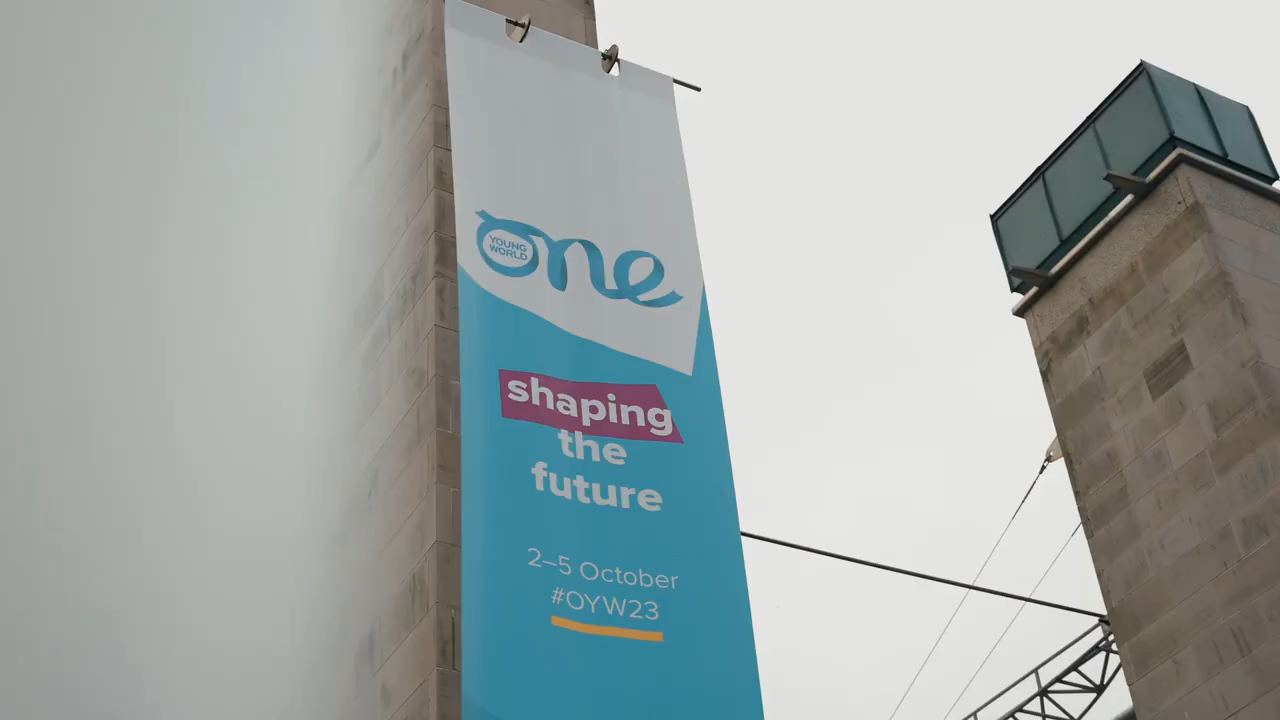 one
YOUNG
WORLD
shaping
the
future
2–5 October
#OYW23